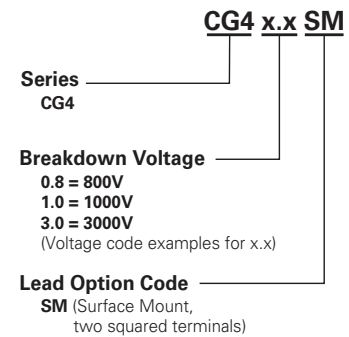 CG4 x.x SM
Series
CG4
Breakdown Voltage
0.8 = 800V
1.0 = 1000V
3.0 = 3000V
(Voltage code examples for x.x)
Lead Option Code
SM (Surface Mount,
two squared terminals)